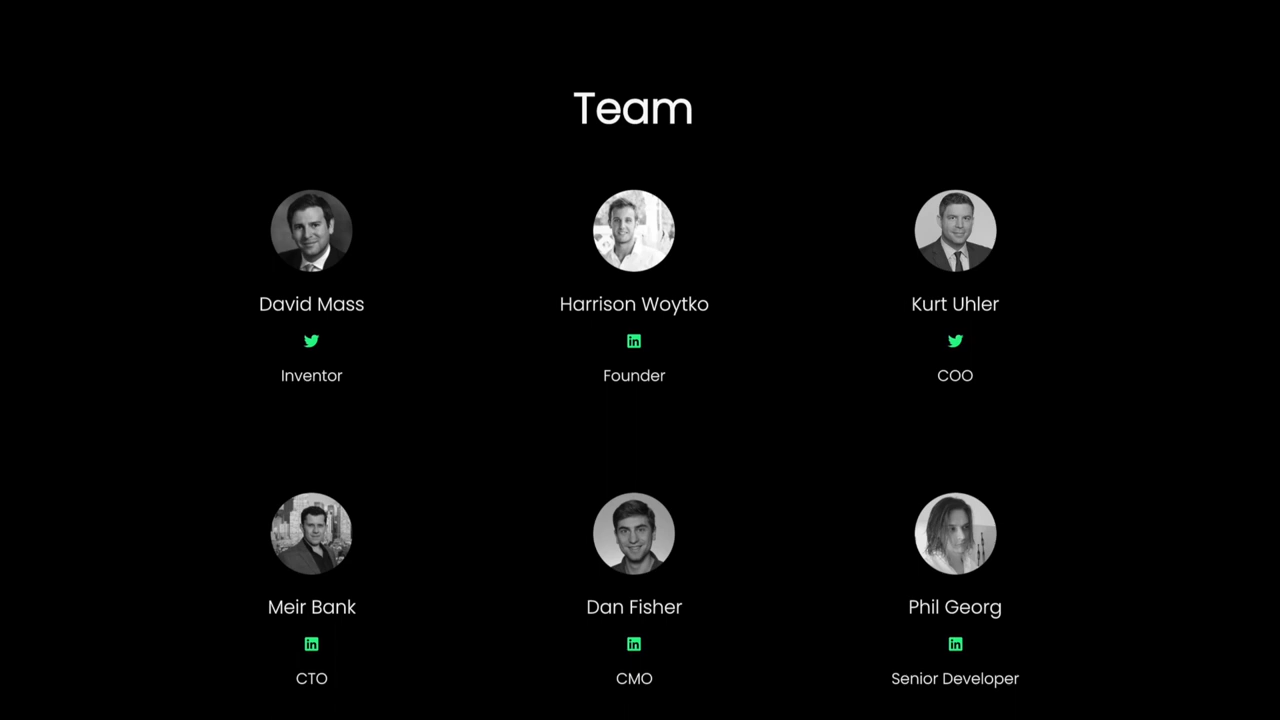 Team
David Mass
Harrison Woytko
Kurt Uhler
Inventor
Founder
COO
Meir Bank
Dan Fisher
Phil Georg
CTO
CMO
Senior Developer